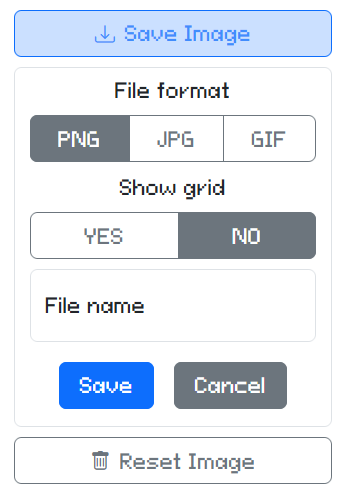 Save Image
File format
PNG JPG GIF
Show grid
YES NO
File name
Save Cancel
Reset Image